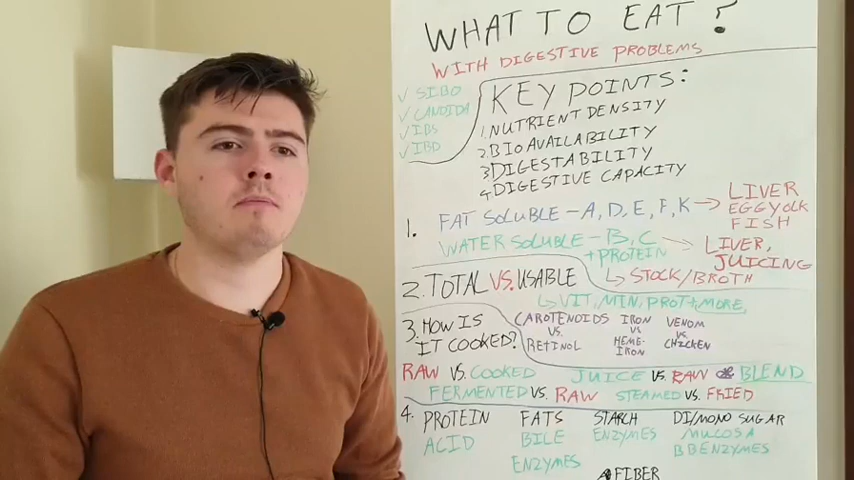 WHAT TO EAT?
WITH DIGESTIVE PROBLEMS
✓ SIBO
✓ CANDIDA
✓ IBS
✓ IBD
KEY POINTS:
1. NUTRIENT DENSITY
2. BIOAVAILABILITY
3 DIGESTABILITY
4 DIGESTIVE CAPACITY
1. FAT SOLUBLE - A, D, E, F, K → LIVER
EGG YOLK
FISH
WATER SOLUBLE - B, C → LIVER,
JUICING
+ PROTEIN
↳ STOCK/BROTH
2. TOTAL VS. USABLE
↳ VIT, MIN, PROT + MORE
3. HOW IS
IT COOKED?
CAROTENOIDS
VS.
RETINOL
IRON
VS
HEME-
IRON
VENOM
VS
CHICKEN
RAW VS. COOKED
JUICE VS. RAW BLEND
FERMENTED VS. RAW STEAMED VS. FRIED
4. PROTEIN FATS STARCH DI/MONO SUGAR
ACID BILE ENZYMES MUCOSA
ENZYMES BBENZYMES
FIBER